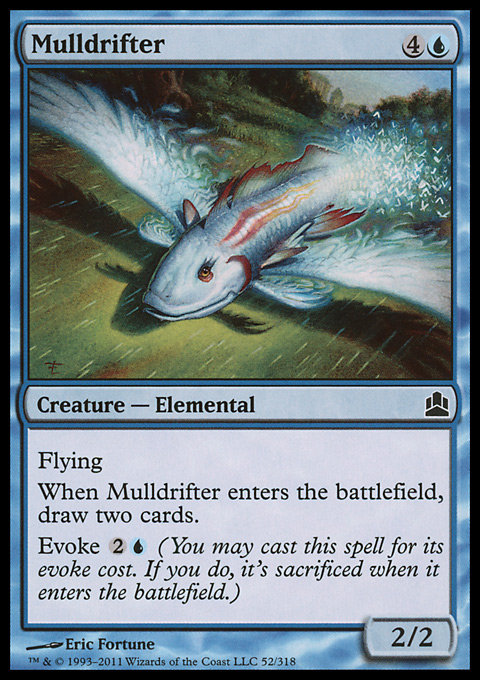 Mulldrifter 4
Creature — Elemental
Flying
When Mulldrifter enters the battlefield,
draw two cards.
Evoke 2 (You may cast this spell for its
evoke cost. If you do, it's sacrificed when it
enters the battlefield.)
2/2
Eric Fortune
™ & © 1993–2011 Wizards of the Coast LLC 52/318